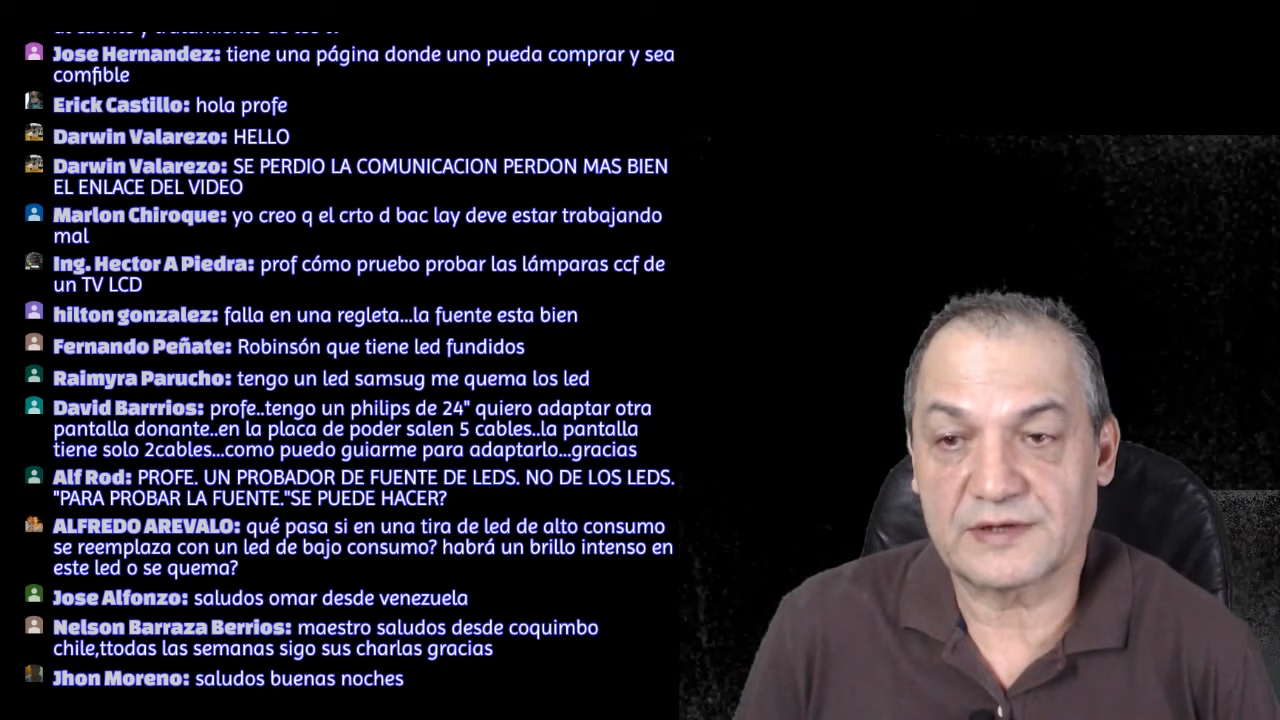 Jose Hernandez: tiene una página donde uno pueda comprar y sea
comfible
Erick Castillo: hola profe
Darwin Valarezo: HELLO
Darwin Valarezo: SE PERDIO LA COMUNICACION PERDON MAS BIEN
EL ENLACE DEL VIDEO
Marlon Chiroque: yo creo q el crto d bac lay deve estar trabajando
mal
Ing. Hector A Piedra: prof cómo pruebo probar las lámparas ccf de
un TV LCD
hilton gonzalez: falla en una regleta...la fuente esta bien
Fernando Peñate: Robinsón que tiene led fundidos
Raimyra Parucho: tengo un led samsug me quema los led
David Barrrios: profe..tengo un philips de 24" quiero adaptar otra
pantalla donante..en la placa de poder salen 5 cables..la pantalla
tiene solo 2cables...como puedo guiarme para adaptarlo...gracias
Alf Rod: PROFE. UN PROBADOR DE FUENTE DE LEDS. NO DE LOS LEDS.
"PARA PROBAR LA FUENTE."SE PUEDE HACER?
ALFREDO AREVALO: qué pasa si en una tira de led de alto consumo
se reemplaza con un led de bajo consumo? habrá un brillo intenso en
este led o se quema?
Jose Alfonzo: saludos omar desde venezuela
Nelson Barraza Berrios: maestro saludos desde coquimbo
chile,ttodas las semanas sigo sus charlas gracias
Jhon Moreno: saludos buenas noches